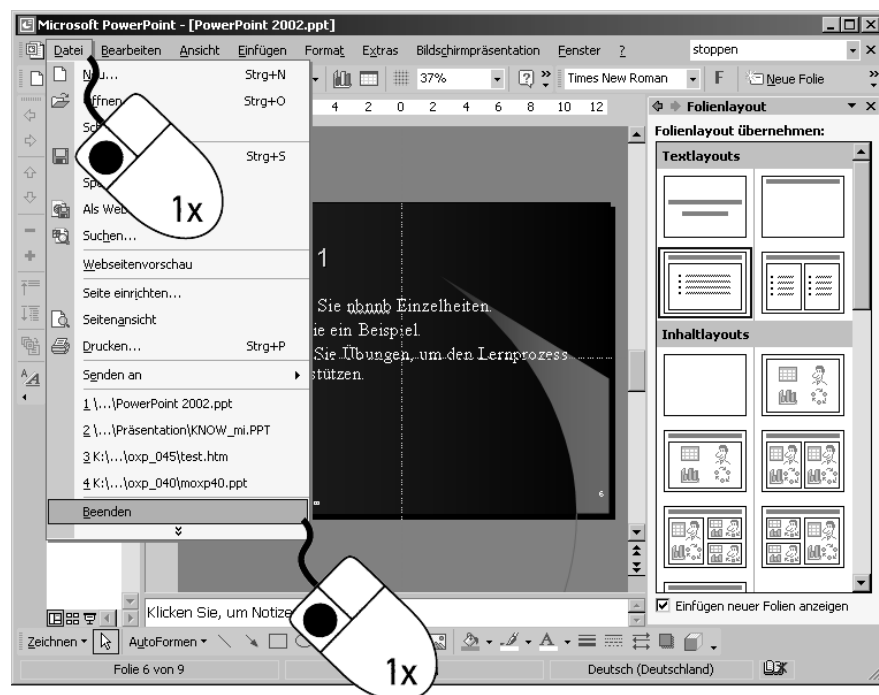 Microsoft PowerPoint - [PowerPoint 2002.ppt]
Datei Bearbeiten Ansicht Einfügen Format Extras Bildschirmpräsentation Fenster ? stoppen
37% Times New Roman F Neue Folie
Neu... Strg+N
Öffnen Strg+O
Strg+S
Als Web
Suchen...
Webseitenvorschau
Seite einrichten...
Seitenansicht
Drucken... Strg+P
Senden an
1 \...\PowerPoint 2002.ppt
2 \...\Präsentation\KNOW_mi.PPT
3 K:\...\oxp_045\test.htm
4 K:\...\oxp_040\moxp40.ppt
Beenden
1x
4 2 0 2 4 6 8 10 12
1
Sie nbnnb Einzelheiten.
ie ein Beispiel.
Sie Übungen, um den Lernprozess
stützen.
6
Folienlayout
Folienlayout übernehmen:
Textlayouts
Inhaltlayouts
Einfügen neuer Folien anzeigen
Klicken Sie, um Notize
1x
Zeichnen AutoFormen
Folie 6 von 9 Deutsch (Deutschland)